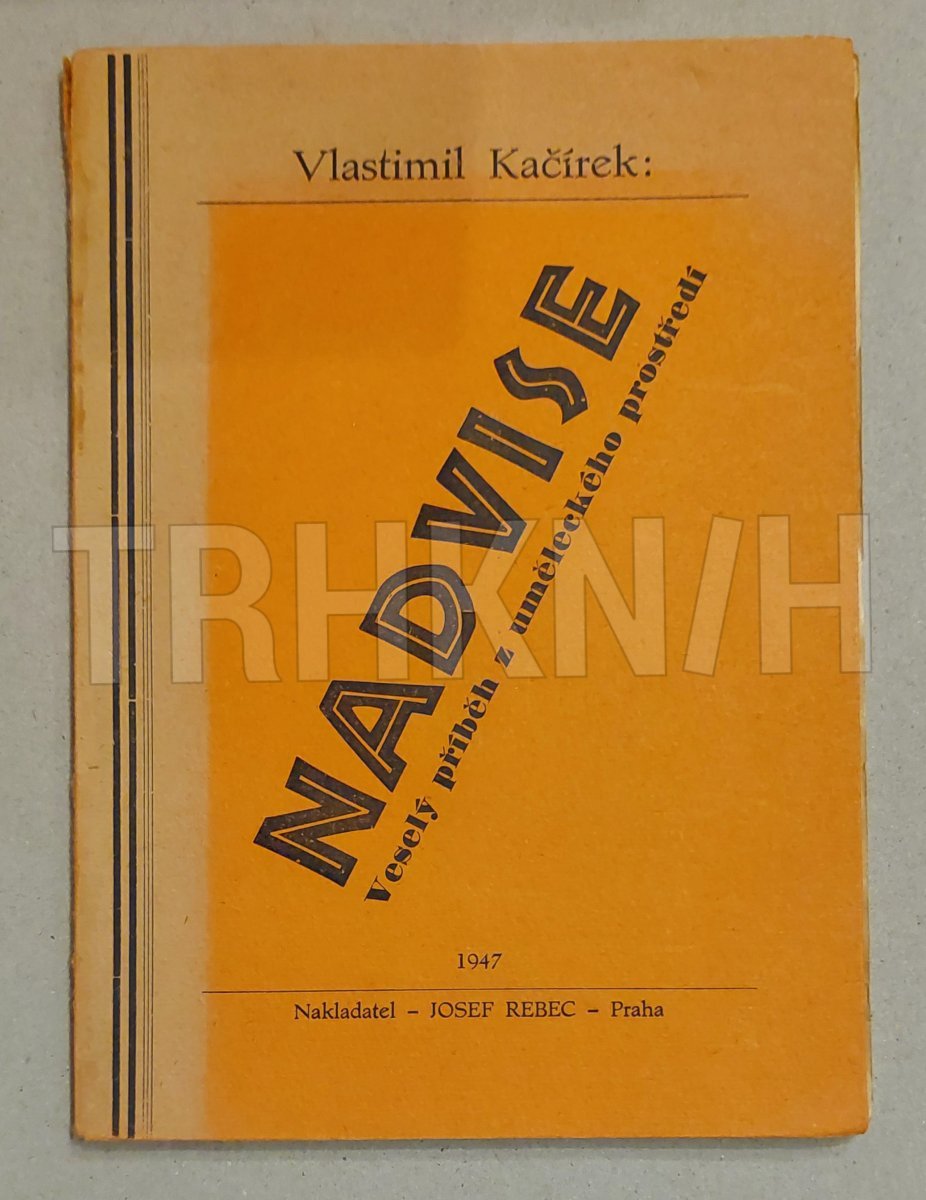 Vlastimil Kačírek:
NADVISE
Veselý příběh z uměleckého prostředí
TRHKNIH
1947
Nakladatel – JOSEF REBEC – Praha